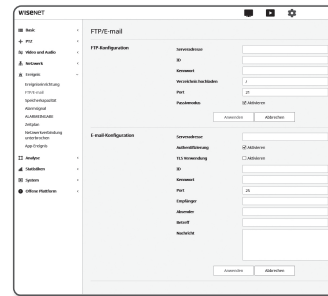 WISENET
Basic
PTZ
Video und Audio
Netzwerk
Ereignis
Ereigniseinrichtung
FTP/E-mail
Speicherkapazität
Alarmsignal
ALARMEINGABE
Zeitplan
Netzwerkverbindung unterbrochen
App Ereignis
Analyse
Statistiken
System
Offene Plattform
FTP/E-mail
FTP-Konfiguration
Serveradresse
ID
Kennwort
Verzeichnis hochladen
/
Port
21
Passivmodus
Aktivieren
Anwenden
Abbrechen
E-mail-Konfiguration
Serveradresse
Authentifizierung
Aktivieren
TLS Verwendung
Aktivieren
ID
Kennwort
Port
25
Empfänger
Absender
Betreff
Nachricht
Anwenden
Abbrechen